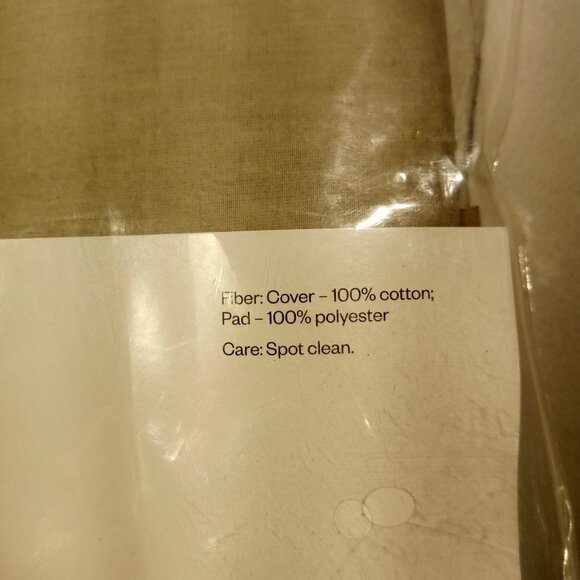 Fiber: Cover – 100% cotton;
Pad – 100% polyester
Care: Spot clean.